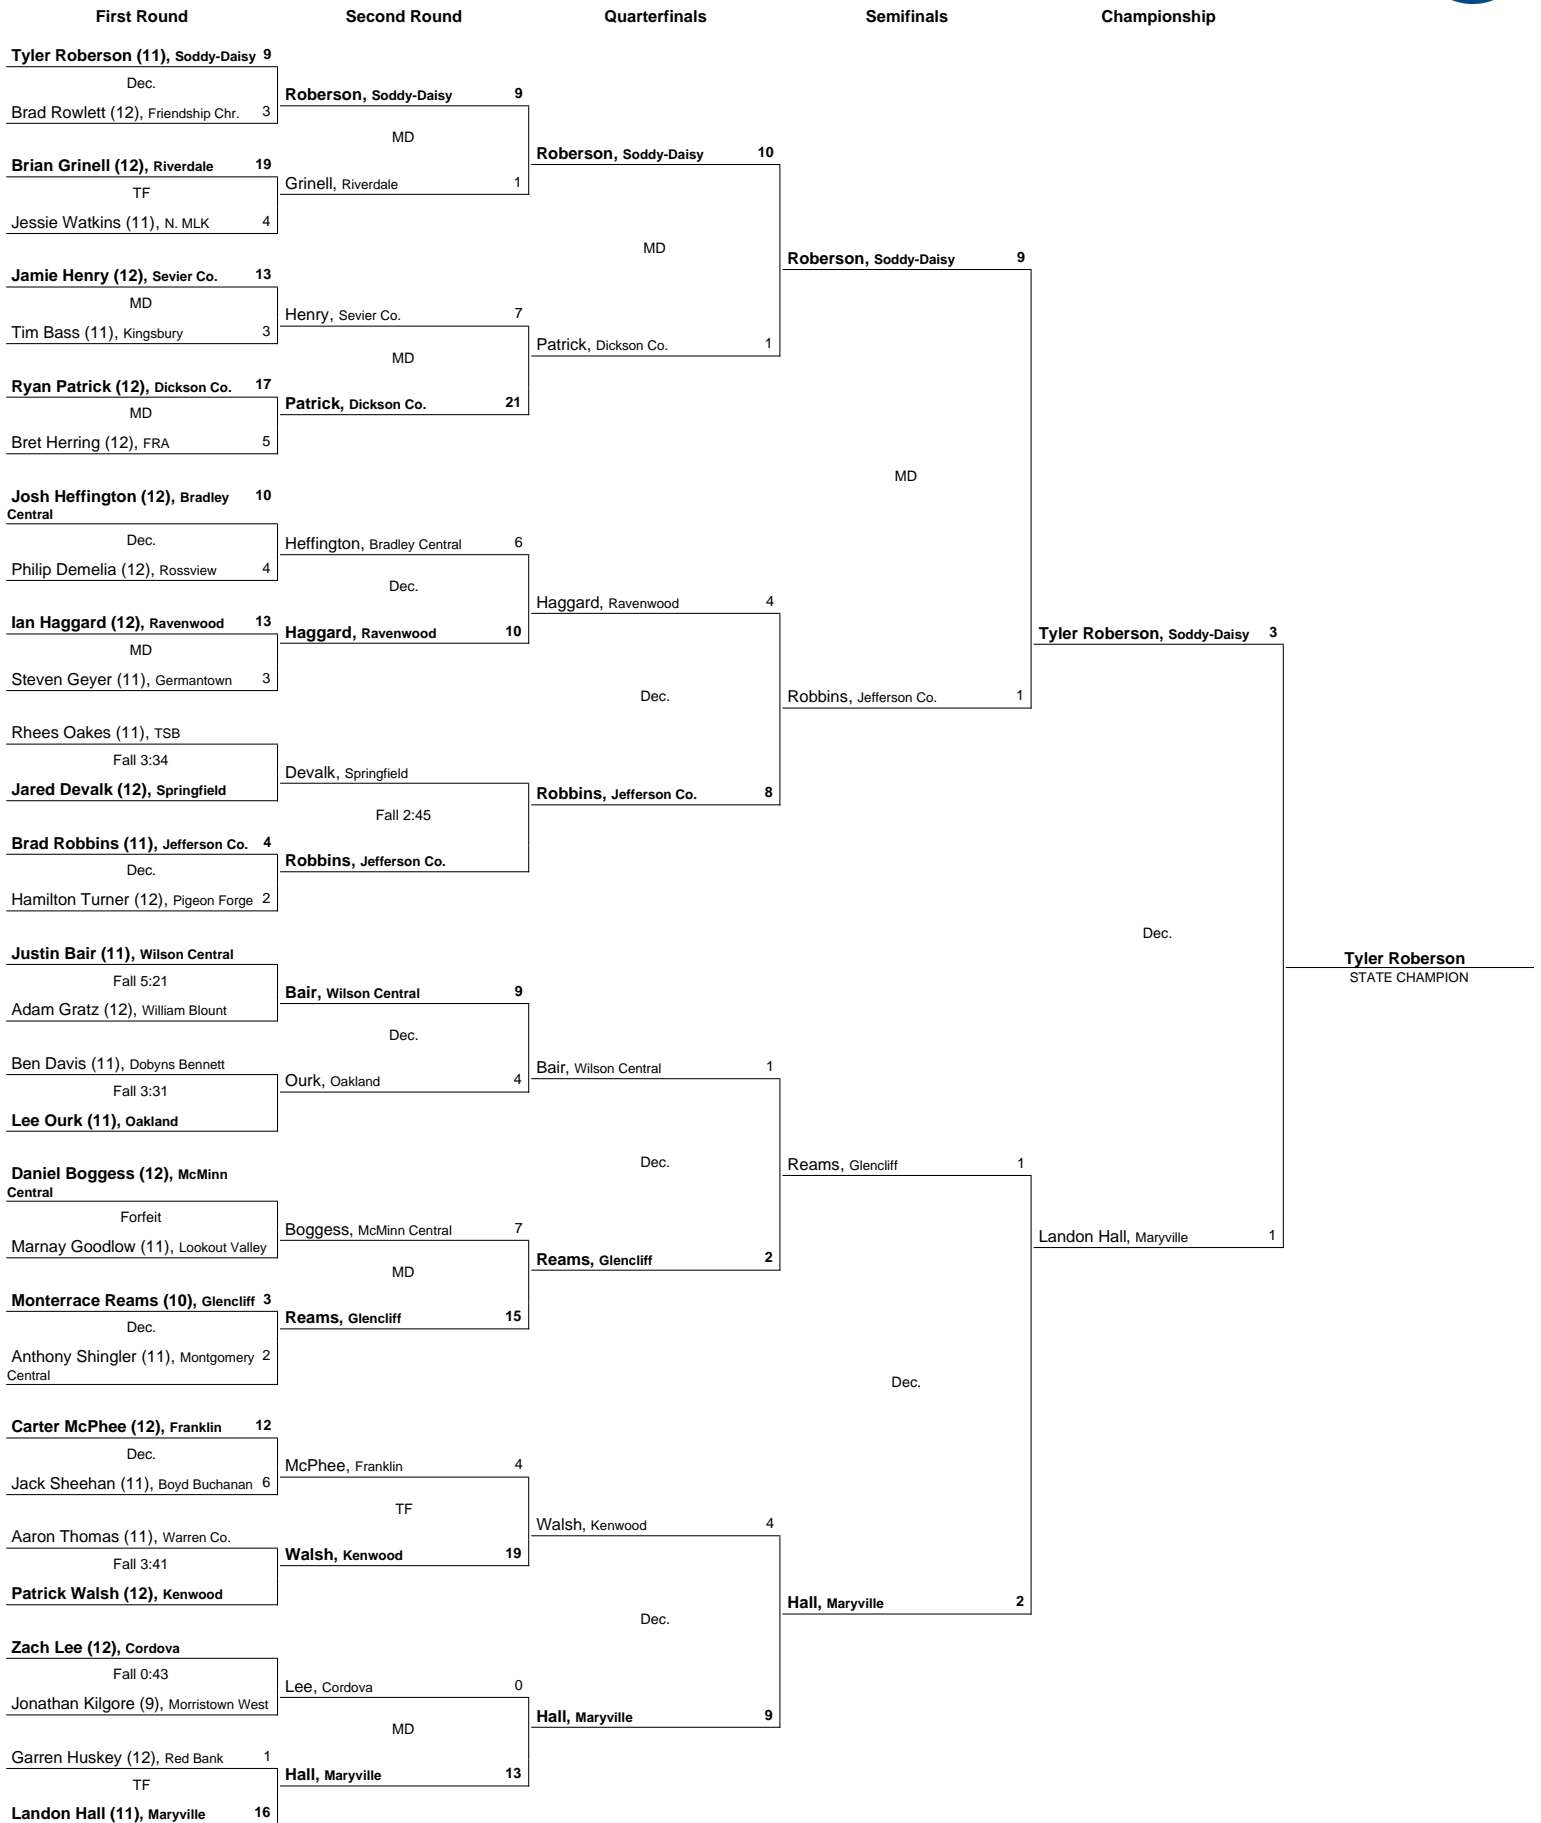 First Round Second Round Quarterfinals Semifinals Championship
Tyler Roberson (11), Soddy-Daisy 9
Dec.
Brad Rowlett (12), Friendship Chr. 3
Brian Grinell (12), Riverdale 19
TF
Jessie Watkins (11), N. MLK 4
Jamie Henry (12), Sevier Co. 13
MD
Tim Bass (11), Kingsbury 3
Ryan Patrick (12), Dickson Co. 17
MD
Bret Herring (12), FRA 5
Josh Heffington (12), Bradley 10
Central
Dec.
Philip Demelia (12), Rossview 4
Ian Haggard (12), Ravenwood 13
MD
Steven Geyer (11), Germantown 3
Rhees Oakes (11), TSB
Fall 3:34
Jared Devalk (12), Springfield
Brad Robbins (11), Jefferson Co. 4
Dec.
Hamilton Turner (12), Pigeon Forge 2
Justin Bair (11), Wilson Central
Fall 5:21
Adam Gratz (12), William Blount
Ben Davis (11), Dobyns Bennett
Fall 3:31
Lee Ourk (11), Oakland
Daniel Boggess (12), McMinn
Central
Forfeit
Marnay Goodlow (11), Lookout Valley
Monterrace Reams (10), Glencliff 3
Dec.
Anthony Shingler (11), Montgomery 2
Central
Carter McPhee (12), Franklin 12
Dec.
Jack Sheehan (11), Boyd Buchanan 6
Aaron Thomas (11), Warren Co.
Fall 3:41
Patrick Walsh (12), Kenwood
Zach Lee (12), Cordova
Fall 0:43
Jonathan Kilgore (9), Morristown West
Garren Huskey (12), Red Bank 1
TF
Landon Hall (11), Maryville 16
Roberson, Soddy-Daisy 9
MD
Grinell, Riverdale 1
Henry, Sevier Co. 7
MD
Patrick, Dickson Co. 21
Heffington, Bradley Central 6
Dec.
Haggard, Ravenwood 10
Devalk, Springfield
Fall 2:45
Robbins, Jefferson Co.
Bair, Wilson Central 9
Dec.
Ourk, Oakland 4
Boggess, McMinn Central 7
MD
Reams, Glencliff 15
McPhee, Franklin 4
TF
Walsh, Kenwood 19
Lee, Cordova 0
MD
Hall, Maryville 13
Roberson, Soddy-Daisy 10
MD
Patrick, Dickson Co. 1
Haggard, Ravenwood 4
Dec.
Robbins, Jefferson Co. 8
Bair, Wilson Central 1
Dec.
Reams, Glencliff 2
Walsh, Kenwood 4
Dec.
Hall, Maryville 9
Roberson, Soddy-Daisy 9
MD
Robbins, Jefferson Co. 1
Reams, Glencliff 1
Dec.
Hall, Maryville 2
Tyler Roberson, Soddy-Daisy 3
Dec.
Landon Hall, Maryville 1
Tyler Roberson
STATE CHAMPION